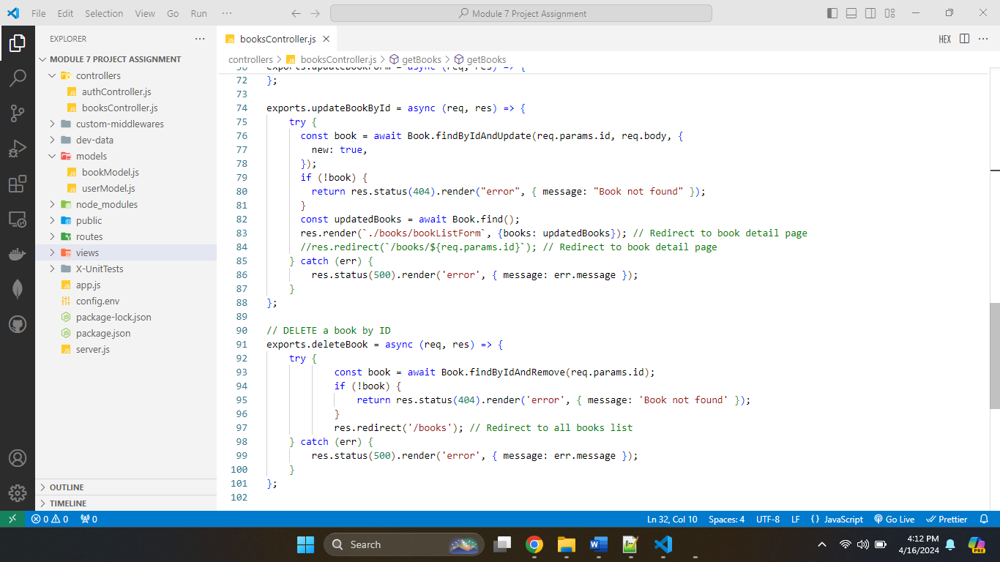 File Edit Selection View Go Run ··· Module 7 Project Assignment
EXPLORER ···
booksController.js
HEX ···
MODULE 7 PROJECT ASSIGNMENT
controllers
authController.js
booksController.js
custom-middlewares
dev-data
models
bookModel.js
userModel.js
node_modules
public
routes
views
X-UnitTests
app.js
config.env
package-lock.json
package.json
server.js
OUTLINE
TIMELINE
controllers > booksController.js > getBooks > getBooks
exports.updateBookForm = async (req, res) => {
72 };
73
74 exports.updateBookById = async (req, res) => {
75 try {
76 const book = await Book.findByIdAndUpdate(req.params.id, req.body, {
77 new: true,
78 });
79 if (!book) {
80 return res.status(404).render("error", { message: "Book not found" });
81 }
82 const updatedBooks = await Book.find();
83 res.render(`./books/bookListForm`, {books: updatedBooks}); // Redirect to book detail page
84 //res.redirect(`/books/${req.params.id}`); // Redirect to book detail page
85 } catch (err) {
86 res.status(500).render('error', { message: err.message });
87 }
88 };
89
90 // DELETE a book by ID
91 exports.deleteBook = async (req, res) => {
92 try {
93 const book = await Book.findByIdAndRemove(req.params.id);
94 if (!book) {
95 return res.status(404).render('error', { message: 'Book not found' });
96 }
97 res.redirect('/books'); // Redirect to all books list
98 } catch (err) {
99 res.status(500).render('error', { message: err.message });
100 }
101 };
102
0 0 0 Ln 32, Col 10 Spaces: 4 UTF-8 LF {} JavaScript Go Live Prettier
Search
4:12 PM
4/16/2024
PRE